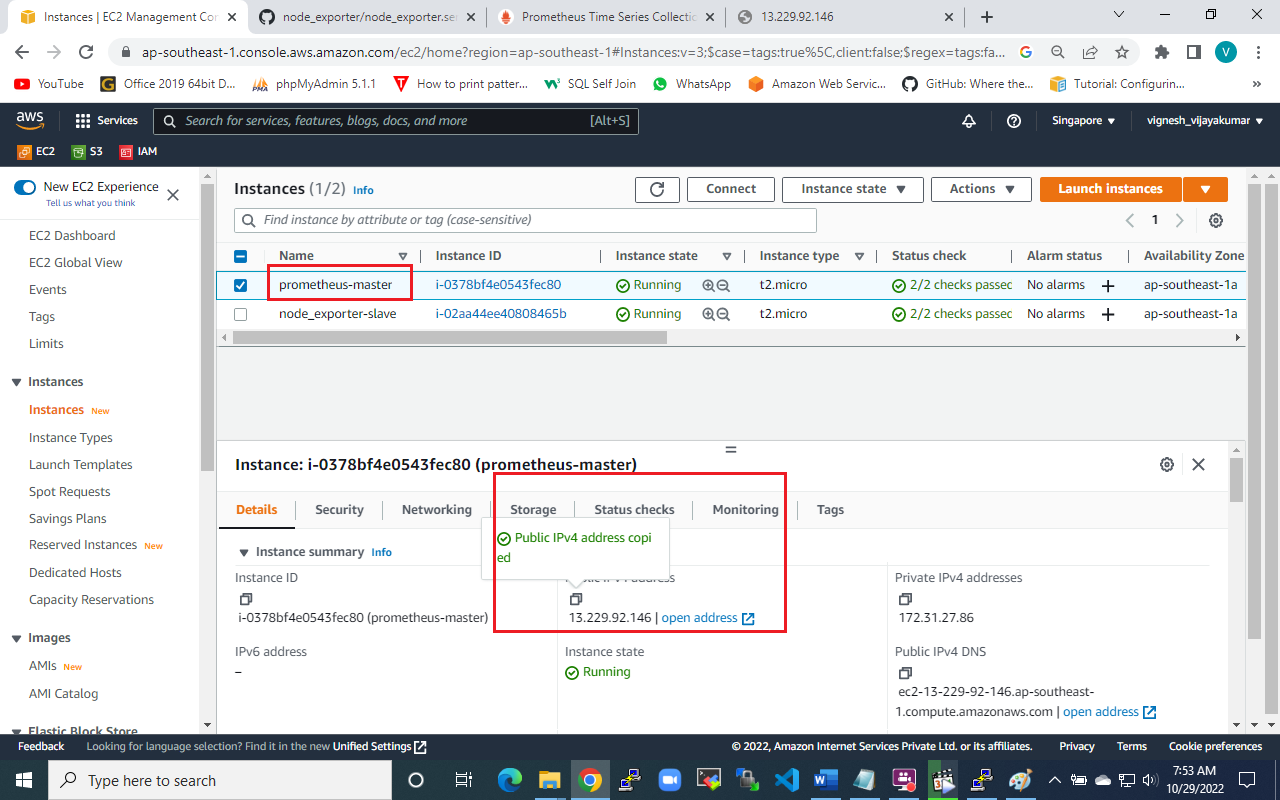 Instances | EC2 Management Con
node_exporter/node_exporter.ser
Prometheus Time Series Collectio
13.229.92.146
ap-southeast-1.console.aws.amazon.com/ec2/home?region=ap-southeast-1#Instances:v=3;$case=tags:true%5C,client:false;$regex=tags:fa...
V
YouTube
Office 2019 64bit D...
phpMyAdmin 5.1.1
How to print patter...
SQL Self Join
WhatsApp
Amazon Web Servic...
GitHub: Where the...
Tutorial: Configurin...
»
aws
Services
Search for services, features, blogs, docs, and more
[Alt+S]
Singapore
vignesh_vijayakumar
EC2
S3
IAM
New EC2 Experience
Tell us what you think
EC2 Dashboard
EC2 Global View
Events
Tags
Limits
Instances
Instances New
Instance Types
Launch Templates
Spot Requests
Savings Plans
Reserved Instances New
Dedicated Hosts
Capacity Reservations
Images
AMIs New
AMI Catalog
Elastic Block Store
Instances (1/2) Info
Connect
Instance state
Actions
Launch instances
Find instance by attribute or tag (case-sensitive)
1
Name
Instance ID
Instance state
Instance type
Status check
Alarm status
Availability Zone
prometheus-master
i-0378bf4e0543fec80
Running
t2.micro
2/2 checks passed
No alarms
ap-southeast-1a
node_exporter-slave
i-02aa44ee40808465b
Running
t2.micro
2/2 checks passed
No alarms
ap-southeast-1a
Instance: i-0378bf4e0543fec80 (prometheus-master)
Details
Security
Networking
Storage
Status checks
Monitoring
Tags
Public IPv4 address copi
ed
Instance summary Info
Instance ID
i-0378bf4e0543fec80 (prometheus-master)
Public IPv4 address
13.229.92.146 | open address
Private IPv4 addresses
172.31.27.86
IPv6 address
–
Instance state
Running
Public IPv4 DNS
ec2-13-229-92-146.ap-southeast-
1.compute.amazonaws.com | open address
Feedback
Looking for language selection? Find it in the new Unified Settings
© 2022, Amazon Internet Services Private Ltd. or its affiliates.
Privacy
Terms
Cookie preferences
Type here to search
7:53 AM
10/29/2022